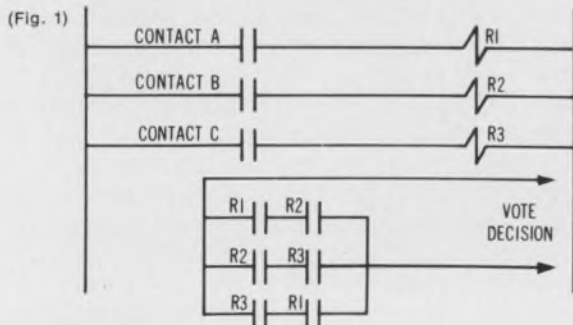 (Fig. 1)
CONTACT A R1
CONTACT B R2
CONTACT C R3
R1 R2
VOTE
DECISION
R2 R3
R3 R1